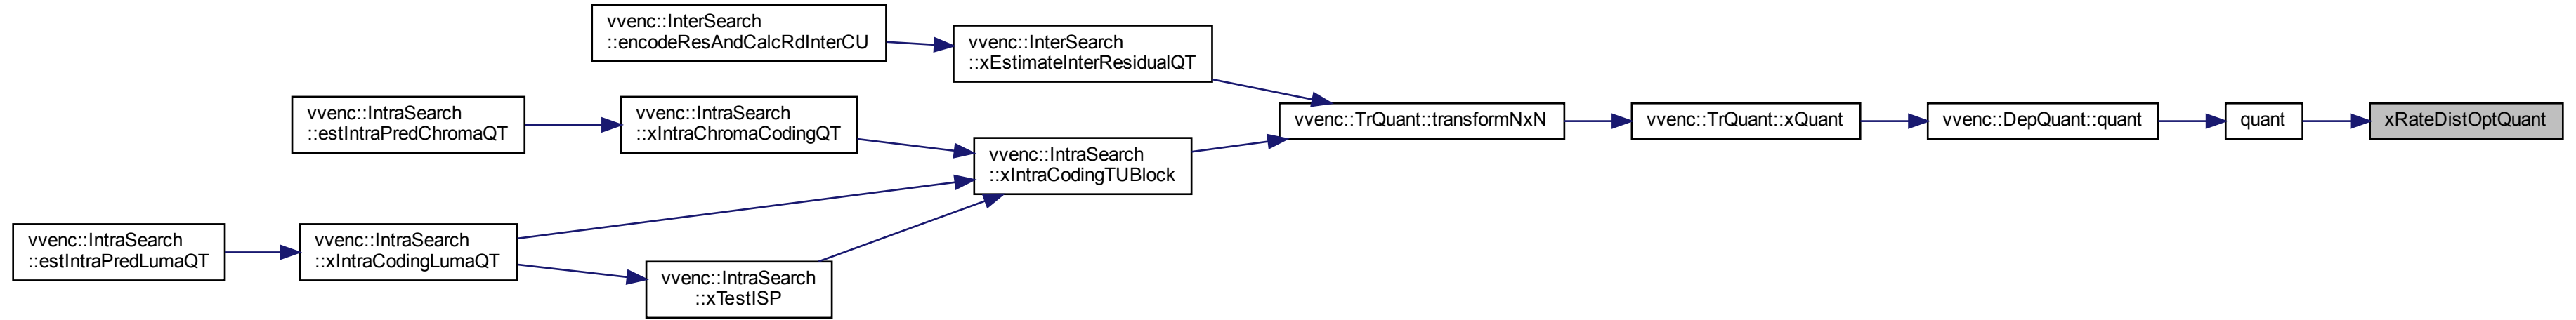 vvenc::InterSearch
::encodeResAndCalcRdInterCU
vvenc::InterSearch
::xEstimateInterResidualQT
vvenc::IntraSearch
::estIntraPredChromaQT
vvenc::IntraSearch
::xIntraChromaCodingQT
vvenc::IntraSearch
::xIntraCodingTUBlock
vvenc::TrQuant::transformNxN
vvenc::TrQuant::xQuant
vvenc::DepQuant::quant
quant
xRateDistOptQuant
vvenc::IntraSearch
::estIntraPredLumaQT
vvenc::IntraSearch
::xIntraCodingLumaQT
vvenc::IntraSearch
::xTestISP